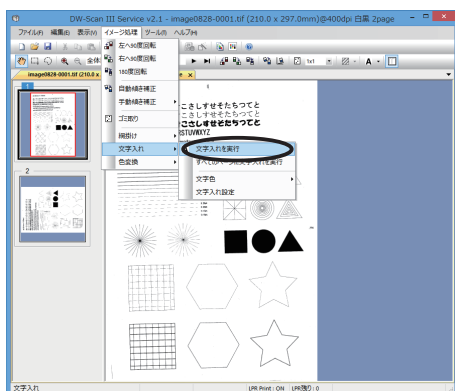 DW-Scan III Service v2.1 - image0828-0001.tif (210.0 x 297.0mm)@400dpi 白黒 2page
ファイル(F) 編集(E) 表示(V) イメージ処理 ツール(T) ヘルプ(H)
全体
1x1
A
image0828-0001.tif (210.0 x
左へ90度回転
右へ90度回転
180度回転
自動傾き補正
手動傾き補正
ゴミ取り
網掛け
文字入れ
色変換
文字入れを実行
すべてのページに文字入れを実行
文字色
文字入れ設定
こさしすせそたちつてと
こさしすせそたちつてと
こさしすせそたちつてと
RSTUVWXYZ
1
2
文字入れ
LPR Print : ON
LPR残り : 0